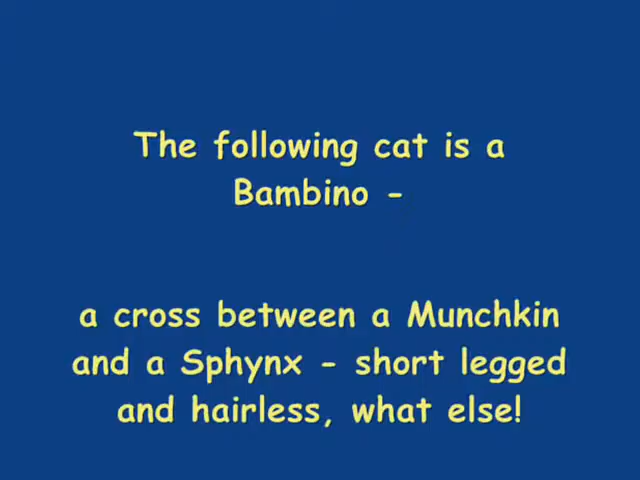 The following cat is a
Bambino -
a cross between a Munchkin
and a Sphynx - short legged
and hairless, what else!